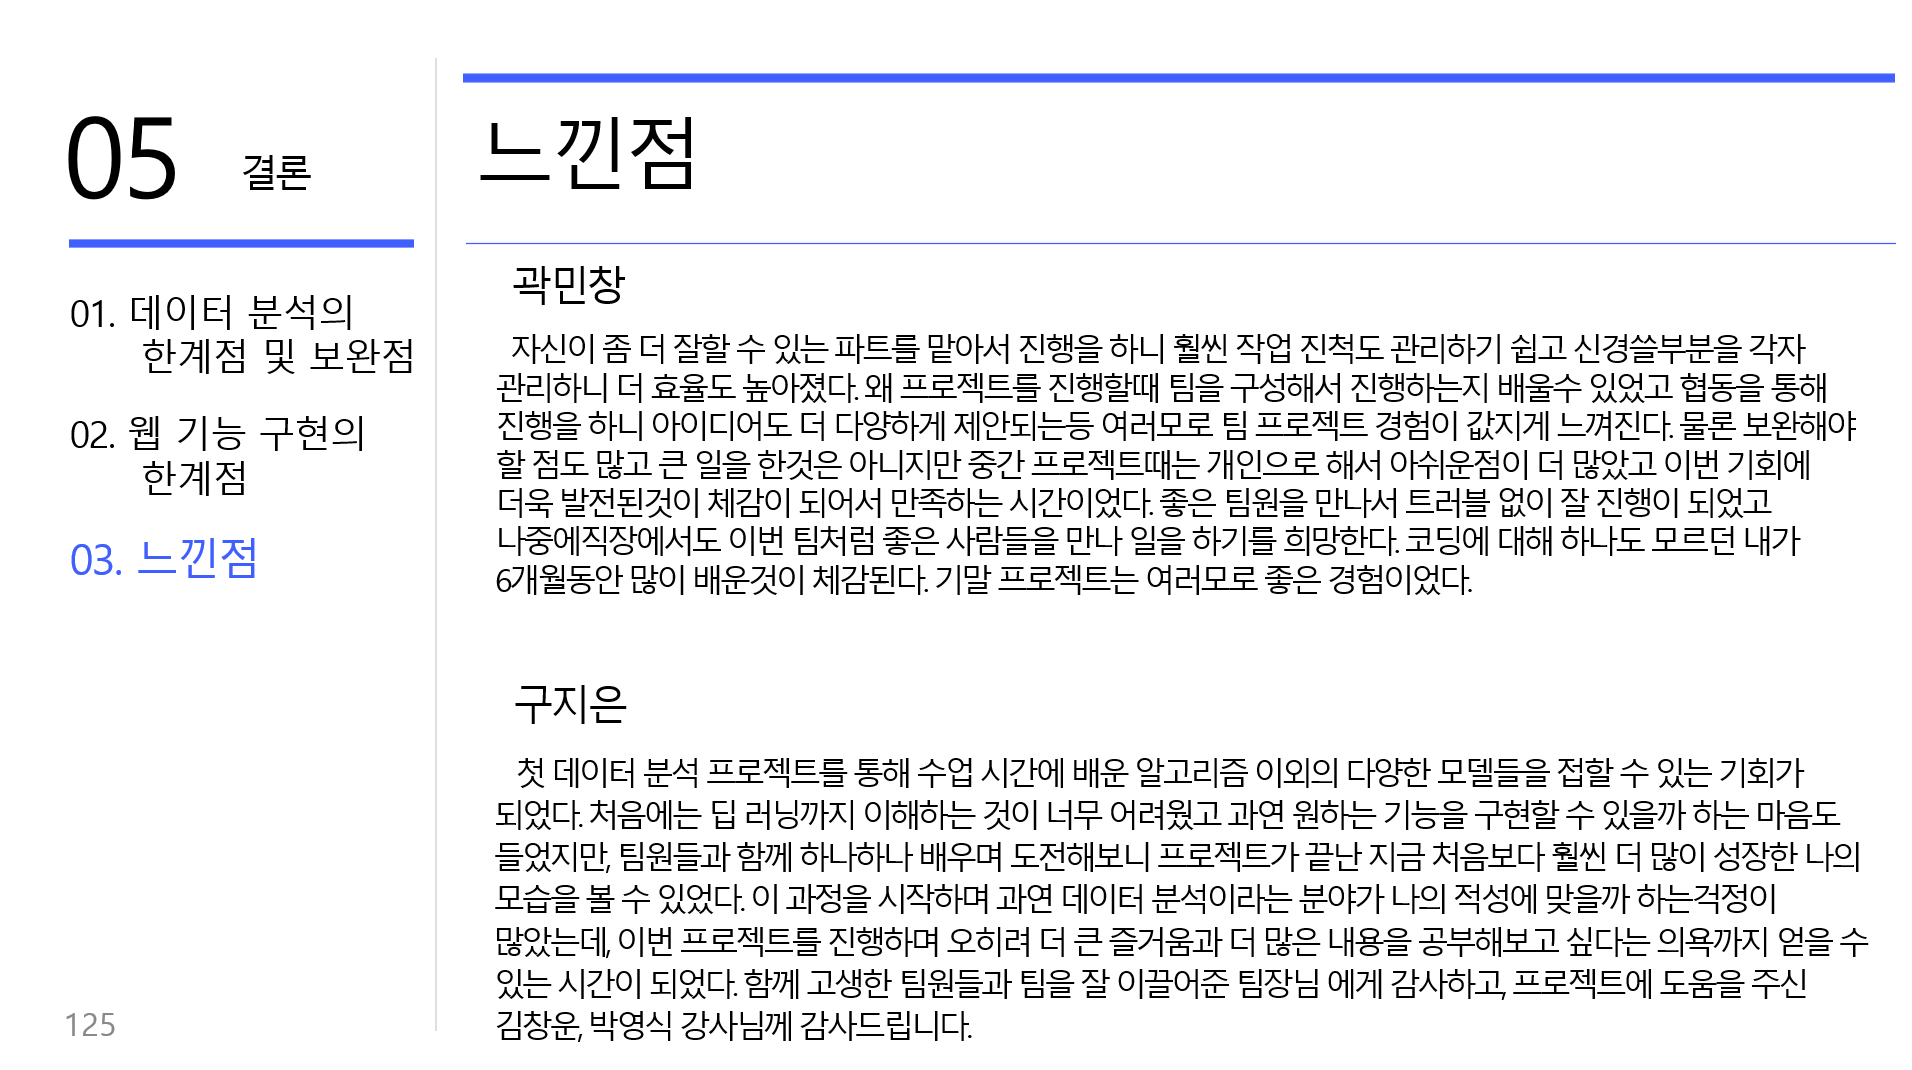 05 결론
01. 데이터 분석의
한계점 및 보완점
02. 웹 기능 구현의
한계점
03. 느낀점
125
느낀점
곽민창
자신이 좀 더 잘할 수 있는 파트를 맡아서 진행을 하니 훨씬 작업 진척도 관리하기 쉽고 신경쓸부분을 각자
관리하니 더 효율도 높아졌다. 왜 프로젝트를 진행할때 팀을 구성해서 진행하는지 배울수 있었고 협동을 통해
진행을 하니 아이디어도 더 다양하게 제안되는등 여러모로 팀 프로젝트 경험이 값지게 느껴진다. 물론 보완해야
할 점도 많고 큰 일을 한것은 아니지만 중간 프로젝트때는 개인으로 해서 아쉬운점이 더 많았고 이번 기회에
더욱 발전된것이 체감이 되어서 만족하는 시간이었다. 좋은 팀원을 만나서 트러블 없이 잘 진행이 되었고
나중에직장에서도 이번 팀처럼 좋은 사람들을 만나 일을 하기를 희망한다. 코딩에 대해 하나도 모르던 내가
6개월동안 많이 배운것이 체감된다. 기말 프로젝트는 여러모로 좋은 경험이었다.
구지은
첫 데이터 분석 프로젝트를 통해 수업 시간에 배운 알고리즘 이외의 다양한 모델들을 접할 수 있는 기회가
되었다. 처음에는 딥 러닝까지 이해하는 것이 너무 어려웠고 과연 원하는 기능을 구현할 수 있을까 하는 마음도
들었지만, 팀원들과 함께 하나하나 배우며 도전해보니 프로젝트가 끝난 지금 처음보다 훨씬 더 많이 성장한 나의
모습을 볼 수 있었다. 이 과정을 시작하며 과연 데이터 분석이라는 분야가 나의 적성에 맞을까 하는걱정이
많았는데, 이번 프로젝트를 진행하며 오히려 더 큰 즐거움과 더 많은 내용을 공부해보고 싶다는 의욕까지 얻을 수
있는 시간이 되었다. 함께 고생한 팀원들과 팀을 잘 이끌어준 팀장님 에게 감사하고, 프로젝트에 도움을 주신
김창운, 박영식 강사님께 감사드립니다.